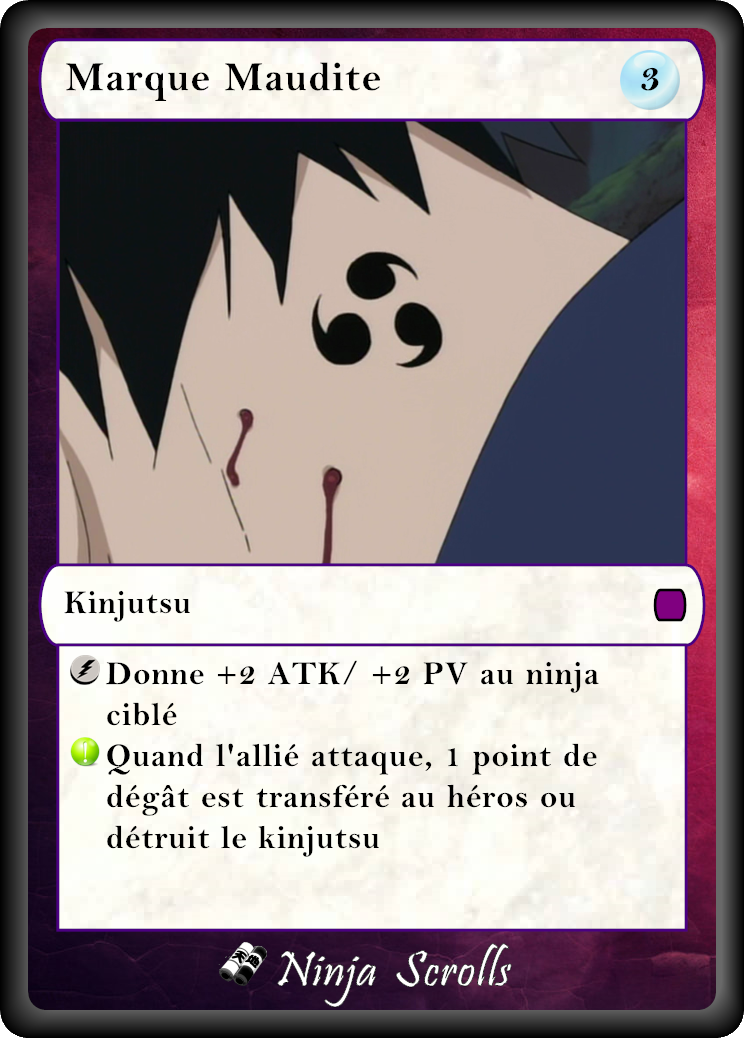 Marque Maudite
3
Kinjutsu
Donne +2 ATK/ +2 PV au ninja
ciblé
Quand l'allié attaque, 1 point de
dégât est transféré au héros ou
détruit le kinjutsu
Ninja Scrolls